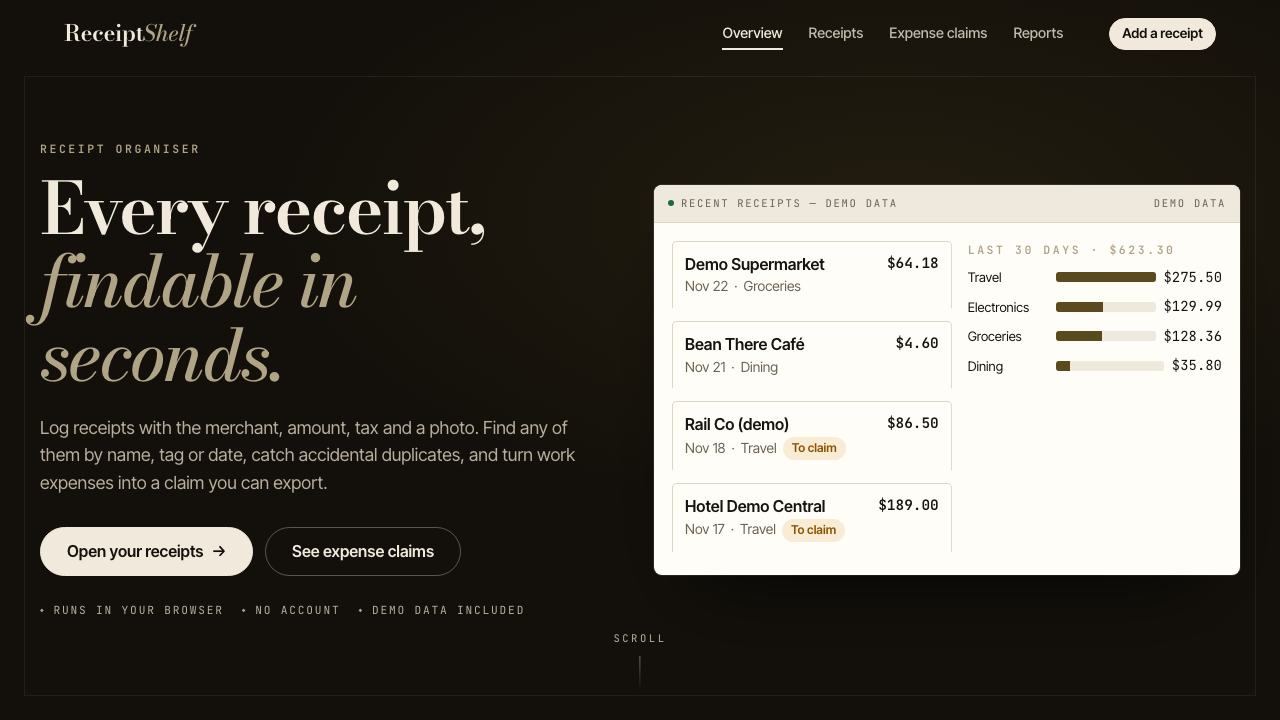 ReceiptShelf
Overview
Receipts
Expense claims
Reports
Add a receipt
RECEIPT ORGANISER
Every receipt,
findable in
seconds.
Log receipts with the merchant, amount, tax and a photo. Find any of
them by name, tag or date, catch accidental duplicates, and turn work
expenses into a claim you can export.
Open your receipts →
See expense claims
RUNS IN YOUR BROWSER
NO ACCOUNT
DEMO DATA INCLUDED
RECENT RECEIPTS — DEMO DATA
DEMO DATA
Demo Supermarket $64.18
Nov 22 · Groceries
Bean There Café $4.60
Nov 21 · Dining
Rail Co (demo) $86.50
Nov 18 · Travel To claim
Hotel Demo Central $189.00
Nov 17 · Travel To claim
LAST 30 DAYS · $623.30
Travel $275.50
Electronics $129.99
Groceries $128.36
Dining $35.80
SCROLL